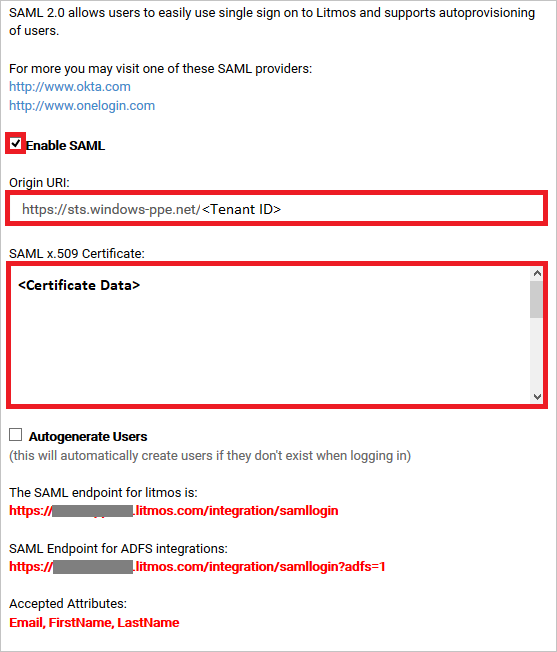 SAML 2.0 allows users to easily use single sign on to Litmos and supports autoprovisioning
of users.
For more you may visit one of these SAML providers:
http://www.okta.com
http://www.onelogin.com
Enable SAML
Origin URI:
https://sts.windows-ppe.net/<Tenant ID>
SAML x.509 Certificate:
<Certificate Data>
Autogenerate Users
(this will automatically create users if they don't exist when logging in)
The SAML endpoint for litmos is:
https:// .litmos.com/integration/samllogin
SAML Endpoint for ADFS integrations:
https:// .litmos.com/integration/samllogin?adfs=1
Accepted Attributes:
Email, FirstName, LastName